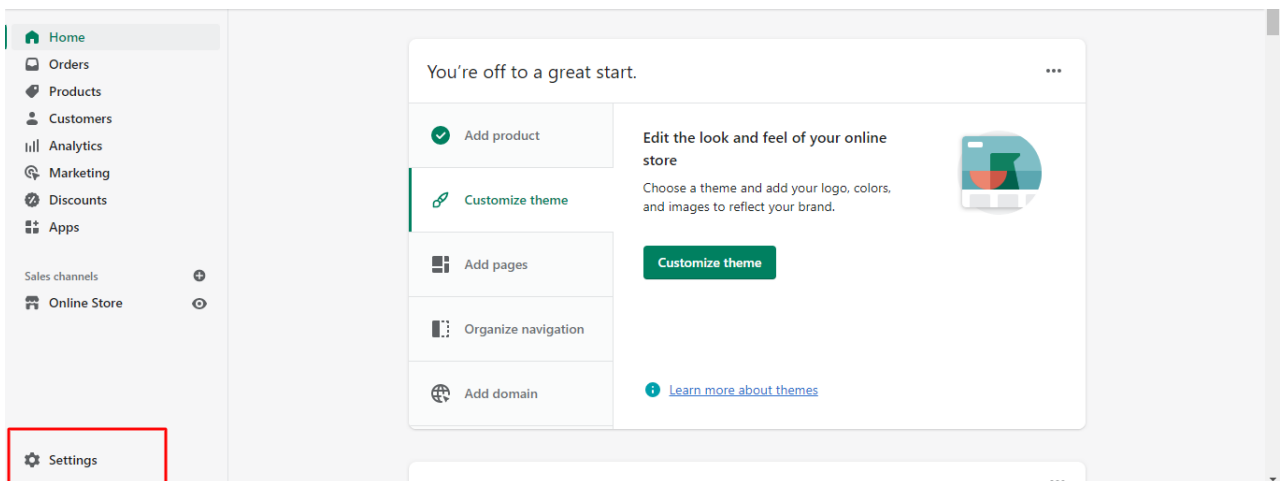 Home
Orders
Products
Customers
Analytics
Marketing
Discounts
Apps
Sales channels
Online Store
Settings
You're off to a great start.
Add product
Customize theme
Add pages
Organize navigation
Add domain
Edit the look and feel of your online
store
Choose a theme and add your logo, colors,
and images to reflect your brand.
Customize theme
Learn more about themes